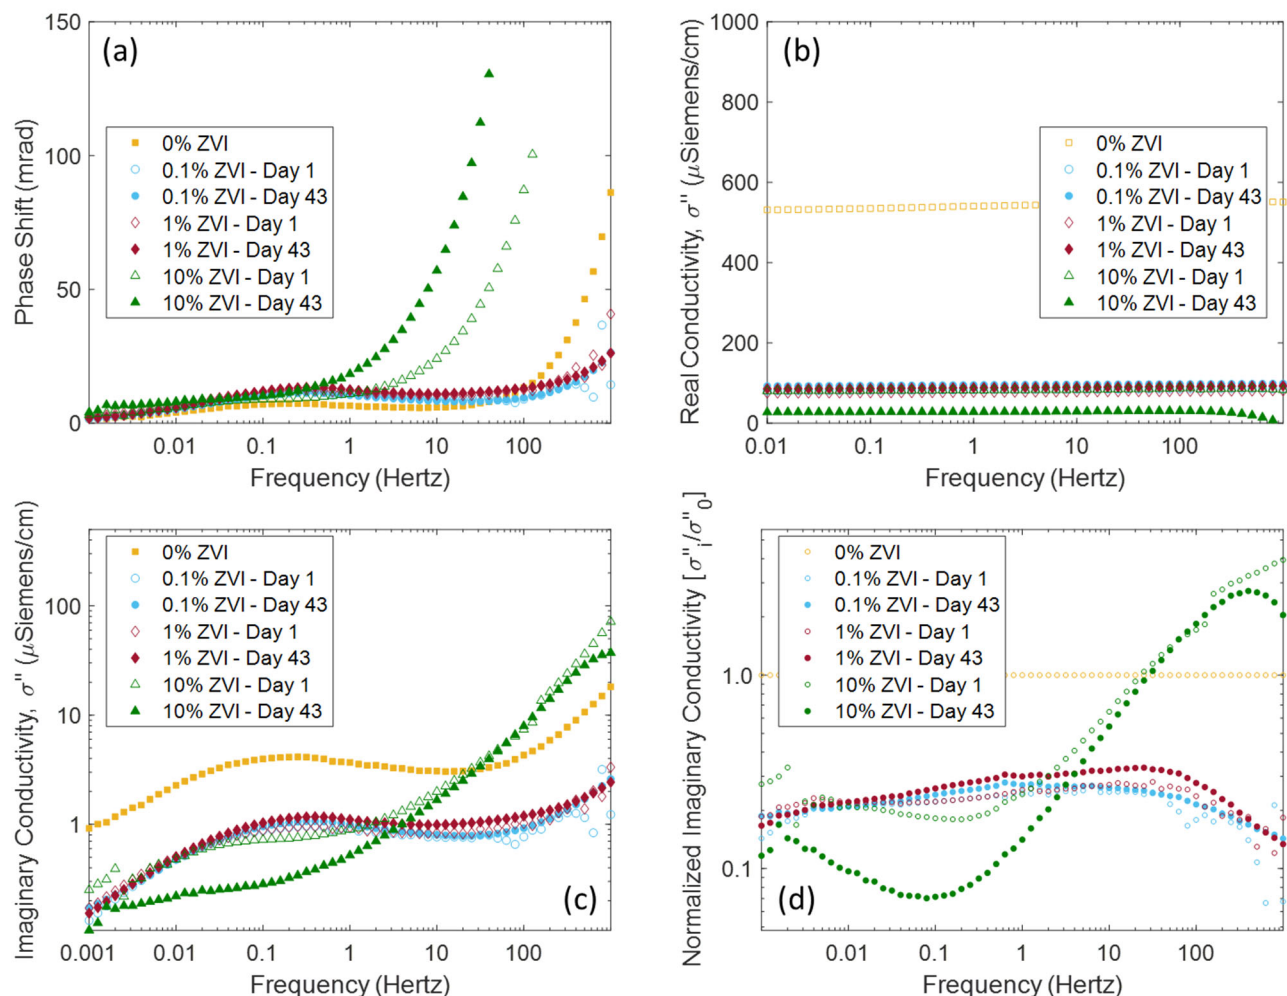 (a)
150
100
50
0
Phase Shift (mrad)
0% ZVI
0.1% ZVI - Day 1
0.1% ZVI - Day 43
1% ZVI - Day 1
1% ZVI - Day 43
10% ZVI - Day 1
10% ZVI - Day 43
0.01 0.1 1 10 100
Frequency (Hertz)
(b)
1000
800
600
400
200
0
Real Conductivity, σ" (μSiemens/cm)
0% ZVI
0.1% ZVI - Day 1
0.1% ZVI - Day 43
1% ZVI - Day 1
1% ZVI - Day 43
10% ZVI - Day 1
10% ZVI - Day 43
0.01 0.1 1 10 100
Frequency (Hertz)
(c)
100
10
1
Imaginary Conductivity, σ" (μSiemens/cm)
0% ZVI
0.1% ZVI - Day 1
0.1% ZVI - Day 43
1% ZVI - Day 1
1% ZVI - Day 43
10% ZVI - Day 1
10% ZVI - Day 43
0.001 0.01 0.1 1 10 100
Frequency (Hertz)
(d)
1.0
0.1
Normalized Imaginary Conductivity [σ"i/σ"0]
0% ZVI
0.1% ZVI - Day 1
0.1% ZVI - Day 43
1% ZVI - Day 1
1% ZVI - Day 43
10% ZVI - Day 1
10% ZVI - Day 43
0.01 0.1 1 10 100
Frequency (Hertz)